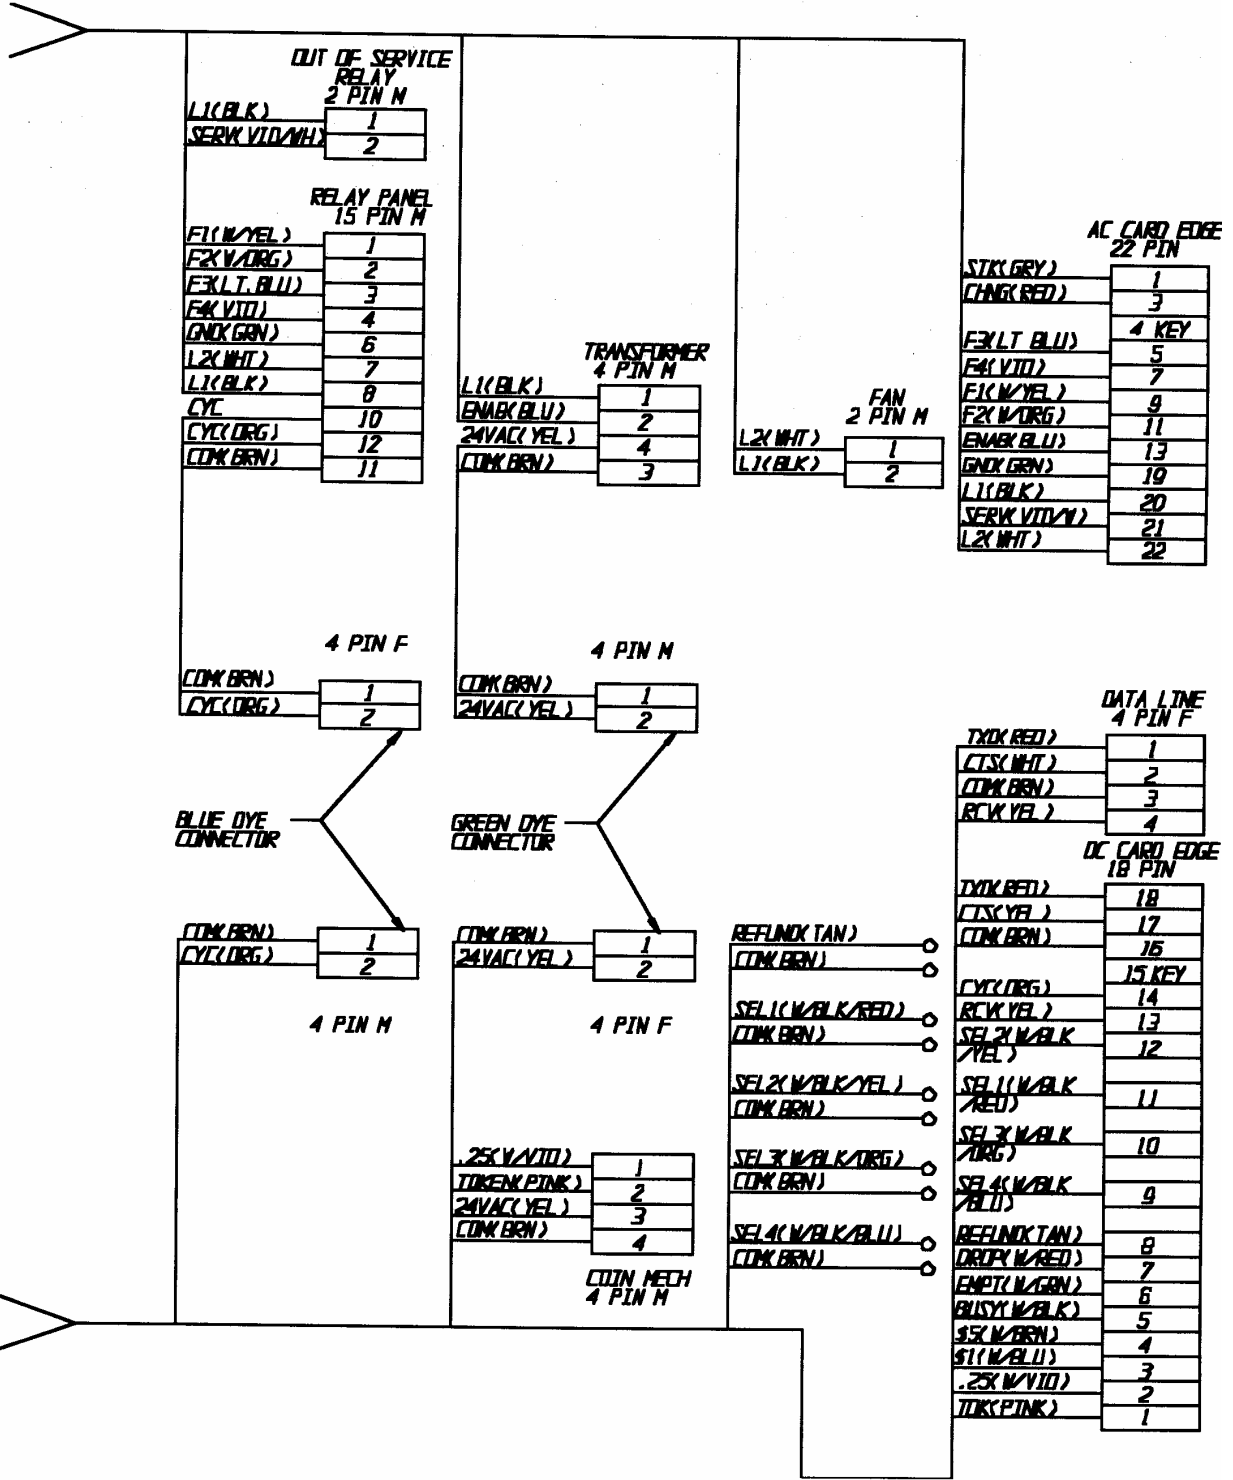 OUT OF SERVICE
RELAY
2 PIN M
L1(BLK) 1
SERV(VIO/WH) 2
RELAY PANEL
15 PIN M
F1(W/YEL) 1
F2(W/ORG) 2
F3(LT.BLU) 3
F4(VIO) 4
GND(GRN) 6
L2(WHT) 7
L1(BLK) 8
CYC 10
CYC(ORG) 12
COM(BRN) 11
4 PIN F
COM(BRN) 1
CYC(ORG) 2
BLUE DYE
CONNECTOR
COM(BRN) 1
CYC(ORG) 2
4 PIN M
TRANSFORMER
4 PIN M
L1(BLK) 1
ENAB(BLU) 2
24VAC(YEL) 4
COM(BRN) 3
4 PIN M
COM(BRN) 1
24VAC(YEL) 2
GREEN DYE
CONNECTOR
COM(BRN) 1
24VAC(YEL) 2
4 PIN F
.25(W/VIO) 1
TOKEN(PINK) 2
24VAC(YEL) 3
COM(BRN) 4
COIN MECH
4 PIN M
FAN
2 PIN M
L2(WHT) 1
L1(BLK) 2
REFUND(TAN)
COM(BRN)
SEL1(W/BLK/RED)
COM(BRN)
SEL2(W/BLK/YEL)
COM(BRN)
SEL3(W/BLK/ORG)
COM(BRN)
SEL4(W/BLK/BLU)
COM(BRN)
AC CARD EDGE
22 PIN
STK(GRY) 1
CHNG(RED) 3
4 KEY
F3(LT BLU) 5
F4(VIO) 7
F1(W/YEL) 9
F2(W/ORG) 11
ENAB(BLU) 13
GND(GRN) 19
L1(BLK) 20
SERV(VIO/W) 21
L2(WHT) 22
DATA LINE
4 PIN F
TXD(RED) 1
CTS(WHT) 2
COM(BRN) 3
RCV(YEL) 4
DC CARD EDGE
18 PIN
TXD(RED) 18
CTS(YEL) 17
COM(BRN) 16
15 KEY
CYC(ORG) 14
RCV(YEL) 13
SEL2(W/BLK
/YEL) 12
SEL1(W/BLK
/RED) 11
SEL3(W/BLK
/ORG) 10
SEL4(W/BLK
/BLU) 9
REFUND(TAN) 8
DROP(W/RED) 7
EMPT(W/GRN) 6
BUSY(W/BLK) 5
$5(W/BRN) 4
$1(W/BLU) 3
.25(W/VIO) 2
TOK(PINK) 1